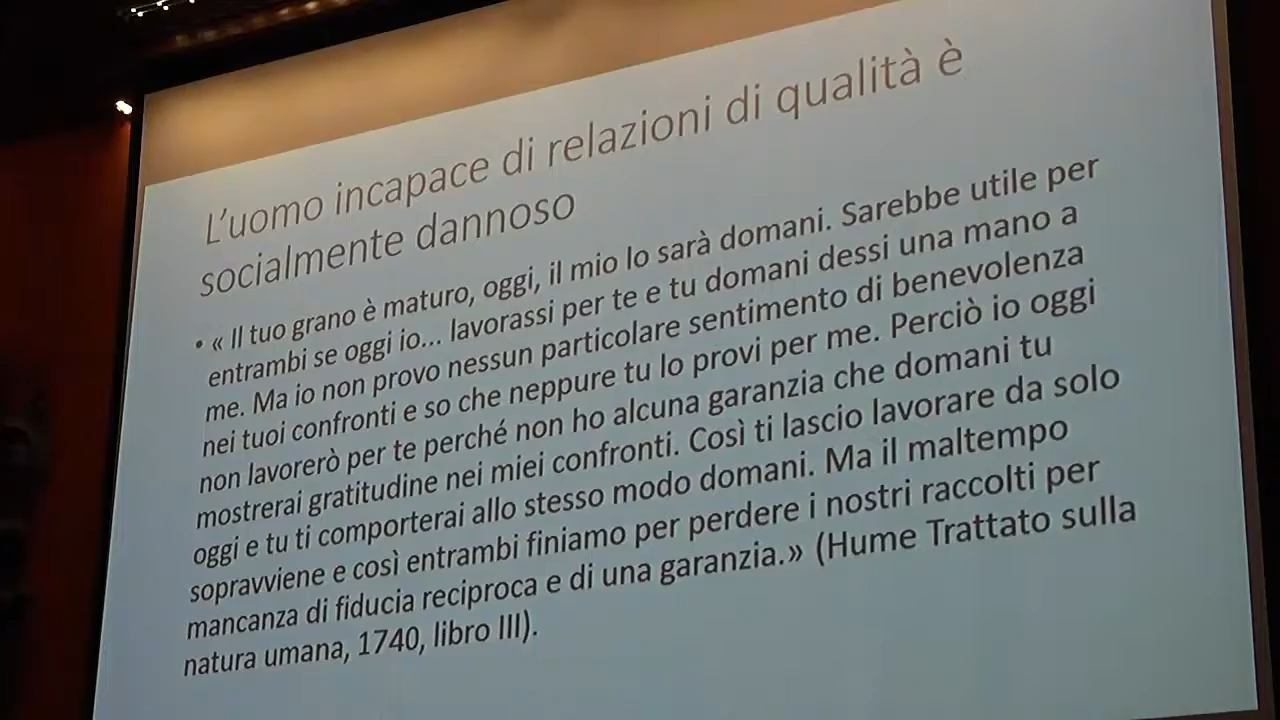 L'uomo incapace di relazioni di qualità è
socialmente dannoso
• « Il tuo grano è maturo, oggi, il mio lo sarà domani. Sarebbe utile per
entrambi se oggi io... lavorassi per te e tu domani dessi una mano a
me. Ma io non provo nessun particolare sentimento di benevolenza
nei tuoi confronti e so che neppure tu lo provi per me. Perciò io oggi
non lavorerò per te perché non ho alcuna garanzia che domani tu
mostrerai gratitudine nei miei confronti. Così ti lascio lavorare da solo
oggi e tu ti comporterai allo stesso modo domani. Ma il maltempo
sopravviene e così entrambi finiamo per perdere i nostri raccolti per
mancanza di fiducia reciproca e di una garanzia.» (Hume Trattato sulla
natura umana, 1740, libro III).